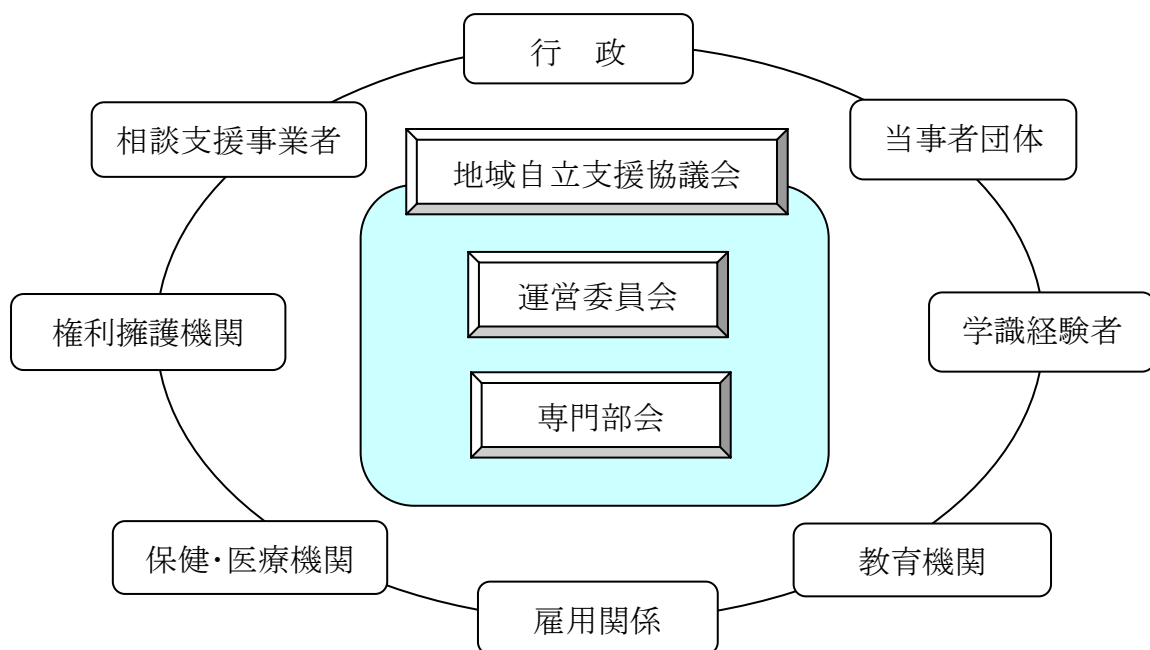 行　政
相談支援事業者
当事者団体
地域自立支援協議会
運営委員会
権利擁護機関
学識経験者
専門部会
保健・医療機関
教育機関
雇用関係